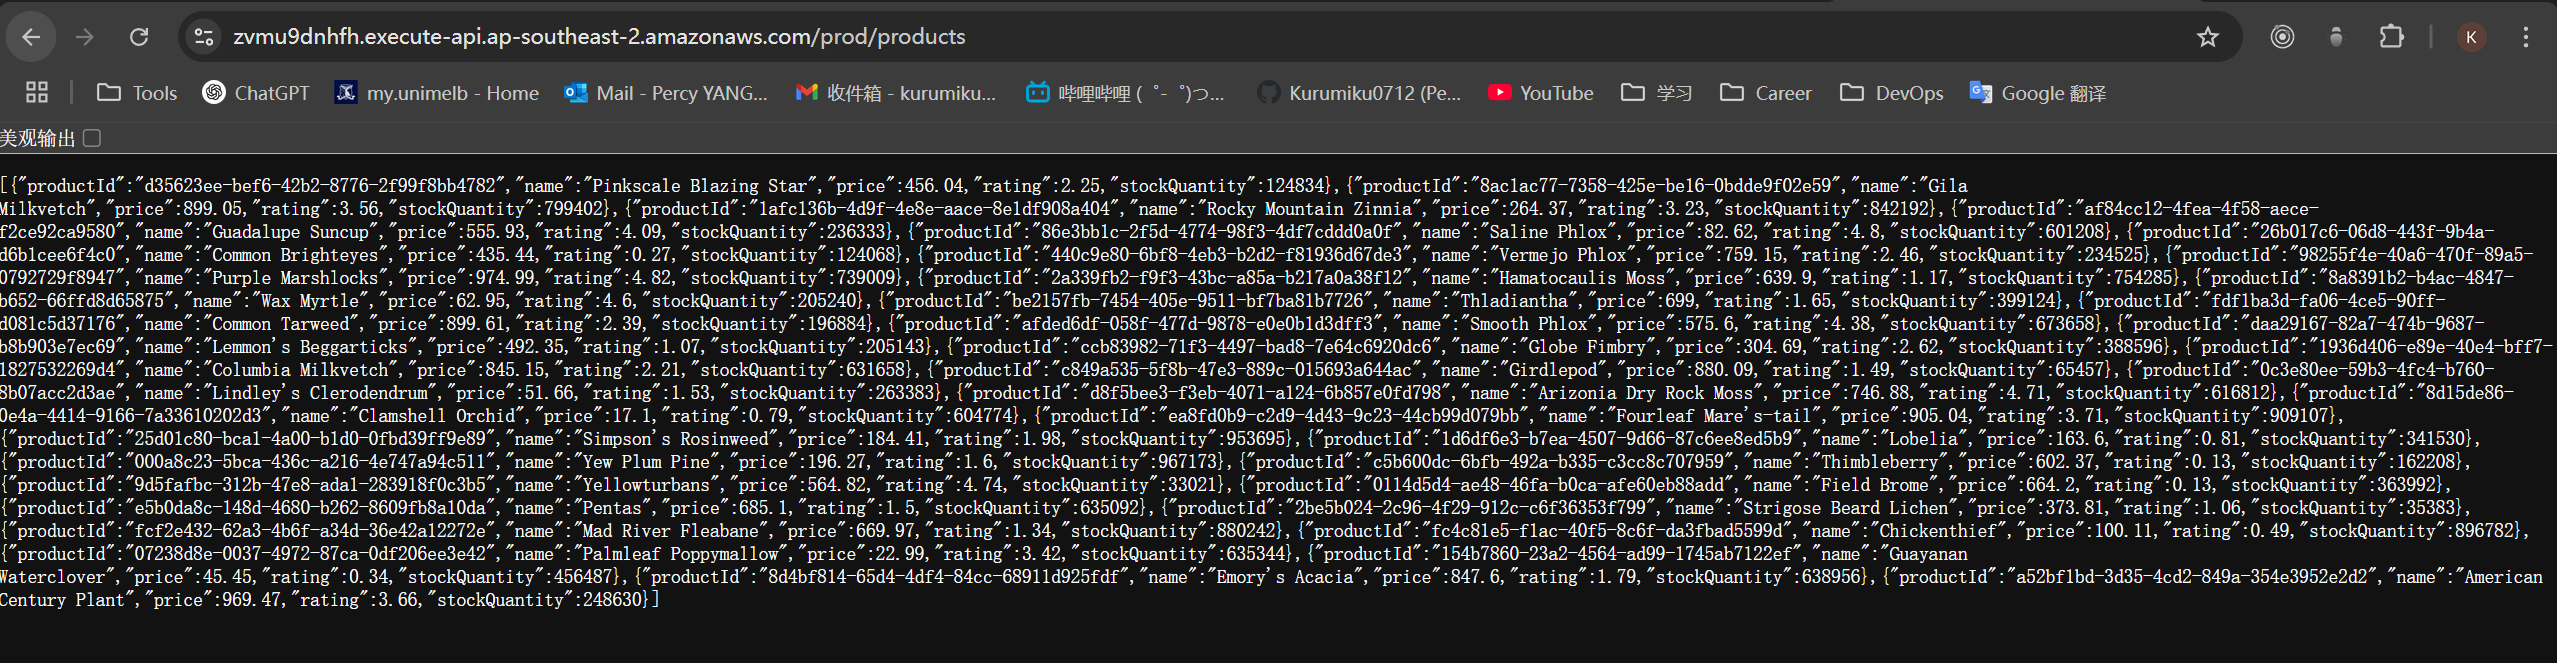 zvmu9dnhfh.execute-api.ap-southeast-2.amazonaws.com/prod/products
K
Tools
ChatGPT
my.unimelb - Home
Mail - Percy YANG...
收件箱 - kurumiku...
哔哩哔哩 ( ゜- ゜)つ...
Kurumiku0712 (Pe...
YouTube
学习
Career
DevOps
Google 翻译
美观输出
[{"productId":"d35623ee-bef6-42b2-8776-2f99f8bb4782","name":"Pinkscale Blazing Star","price":456.04,"rating":2.25,"stockQuantity":124834},{"productId":"8ac1ac77-7358-425e-be16-0bdde9f02e59","name":"Gila
Milkvetch","price":899.05,"rating":3.56,"stockQuantity":799402},{"productId":"1afc136b-4d9f-4e8e-aace-8e1df908a404","name":"Rocky Mountain Zinnia","price":264.37,"rating":3.23,"stockQuantity":842192},{"productId":"af84cc12-4fea-4f58-aece-
f2ce92ca9580","name":"Guadalupe Suncup","price":555.93,"rating":4.09,"stockQuantity":236333},{"productId":"86e3bb1c-2f5d-4774-98f3-4df7cddd0a0f","name":"Saline Phlox","price":82.62,"rating":4.8,"stockQuantity":601208},{"productId":"26b017c6-06d8-443f-9b4a-
d6b1cee6f4c0","name":"Common Brighteyes","price":435.44,"rating":0.27,"stockQuantity":124068},{"productId":"440c9e80-6bf8-4eb3-b2d2-f81936d67de3","name":"Vermejo Phlox","price":759.15,"rating":2.46,"stockQuantity":234525},{"productId":"98255f4e-40a6-470f-89a5-
0792729f8947","name":"Purple Marshlocks","price":974.99,"rating":4.82,"stockQuantity":739009},{"productId":"2a339fb2-f9f3-43bc-a85a-b217a0a38f12","name":"Hamatocaulis Moss","price":639.9,"rating":1.17,"stockQuantity":754285},{"productId":"8a8391b2-b4ac-4847-
b652-66ffd8d65875","name":"Wax Myrtle","price":62.95,"rating":4.6,"stockQuantity":205240},{"productId":"be2157fb-7454-405e-9511-bf7ba81b7726","name":"Thladiantha","price":699,"rating":1.65,"stockQuantity":399124},{"productId":"fdf1ba3d-fa06-4ce5-90ff-
d081c5d37176","name":"Common Tarweed","price":899.61,"rating":2.39,"stockQuantity":196884},{"productId":"afded6df-058f-477d-9878-e0e0b1d3dff3","name":"Smooth Phlox","price":575.6,"rating":4.38,"stockQuantity":673658},{"productId":"daa29167-82a7-474b-9687-
b8b903e7ec69","name":"Lemmon's Beggarticks","price":492.35,"rating":1.07,"stockQuantity":205143},{"productId":"ccb83982-71f3-4497-bad8-7e64c6920dc6","name":"Globe Fimbry","price":304.69,"rating":2.62,"stockQuantity":388596},{"productId":"1936d406-e89e-40e4-bff7-
1827532269d4","name":"Columbia Milkvetch","price":845.15,"rating":2.21,"stockQuantity":631658},{"productId":"c849a535-5f8b-47e3-889c-015693a644ac","name":"Girdlepod","price":880.09,"rating":1.49,"stockQuantity":65457},{"productId":"0c3e80ee-59b3-4fc4-b760-
8b07acc2d3ae","name":"Lindley's Clerodendrum","price":51.66,"rating":1.53,"stockQuantity":263383},{"productId":"d8f5bee3-f3eb-4071-a124-6b857e0fd798","name":"Arizonia Dry Rock Moss","price":746.88,"rating":4.71,"stockQuantity":616812},{"productId":"8d15de86-
0e4a-4414-9166-7a33610202d3","name":"Clamshell Orchid","price":17.1,"rating":0.79,"stockQuantity":604774},{"productId":"ea8fd0b9-c2d9-4d43-9c23-44cb99d079bb","name":"Fourleaf Mare's-tail","price":905.04,"rating":3.71,"stockQuantity":909107},
{"productId":"25d01c80-bca1-4a00-b1d0-0fbd39ff9e89","name":"Simpson's Rosinweed","price":184.41,"rating":1.98,"stockQuantity":953695},{"productId":"1d6df6e3-b7ea-4507-9d66-87c6ee8ed5b9","name":"Lobelia","price":163.6,"rating":0.81,"stockQuantity":341530},
{"productId":"000a8c23-5bca-436c-a216-4e747a94c511","name":"Yew Plum Pine","price":196.27,"rating":1.6,"stockQuantity":967173},{"productId":"c5b600dc-6bfb-492a-b335-c3cc8c707959","name":"Thimbleberry","price":602.37,"rating":0.13,"stockQuantity":162208},
{"productId":"9d5fafbc-312b-47e8-ada1-283918f0c3b5","name":"Yellowturbans","price":564.82,"rating":4.74,"stockQuantity":33021},{"productId":"0114d5d4-ae48-46fa-b0ca-afe60eb88add","name":"Field Brome","price":664.2,"rating":0.13,"stockQuantity":363992},
{"productId":"e5b0da8c-148d-4680-b262-8609fb8a10da","name":"Pentas","price":685.1,"rating":1.5,"stockQuantity":635092},{"productId":"2be5b024-2c96-4f29-912c-c6f36353f799","name":"Strigose Beard Lichen","price":373.81,"rating":1.06,"stockQuantity":35383},
{"productId":"fcf2e432-62a3-4b6f-a34d-36e42a12272e","name":"Mad River Fleabane","price":669.97,"rating":1.34,"stockQuantity":880242},{"productId":"fc4c81e5-f1ac-40f5-8c6f-da3fbad5599d","name":"Chickenthief","price":100.11,"rating":0.49,"stockQuantity":896782},
{"productId":"07238d8e-0037-4972-87ca-0df206ee3e42","name":"Palmleaf Poppymallow","price":22.99,"rating":3.42,"stockQuantity":635344},{"productId":"154b7860-23a2-4564-ad99-1745ab7122ef","name":"Guayanan
Waterclover","price":45.45,"rating":0.34,"stockQuantity":456487},{"productId":"8d4bf814-65d4-4df4-84cc-68911d925fdf","name":"Emory's Acacia","price":847.6,"rating":1.79,"stockQuantity":638956},{"productId":"a52bf1bd-3d35-4cd2-849a-354e3952e2d2","name":"American
Century Plant","price":969.47,"rating":3.66,"stockQuantity":248630}]